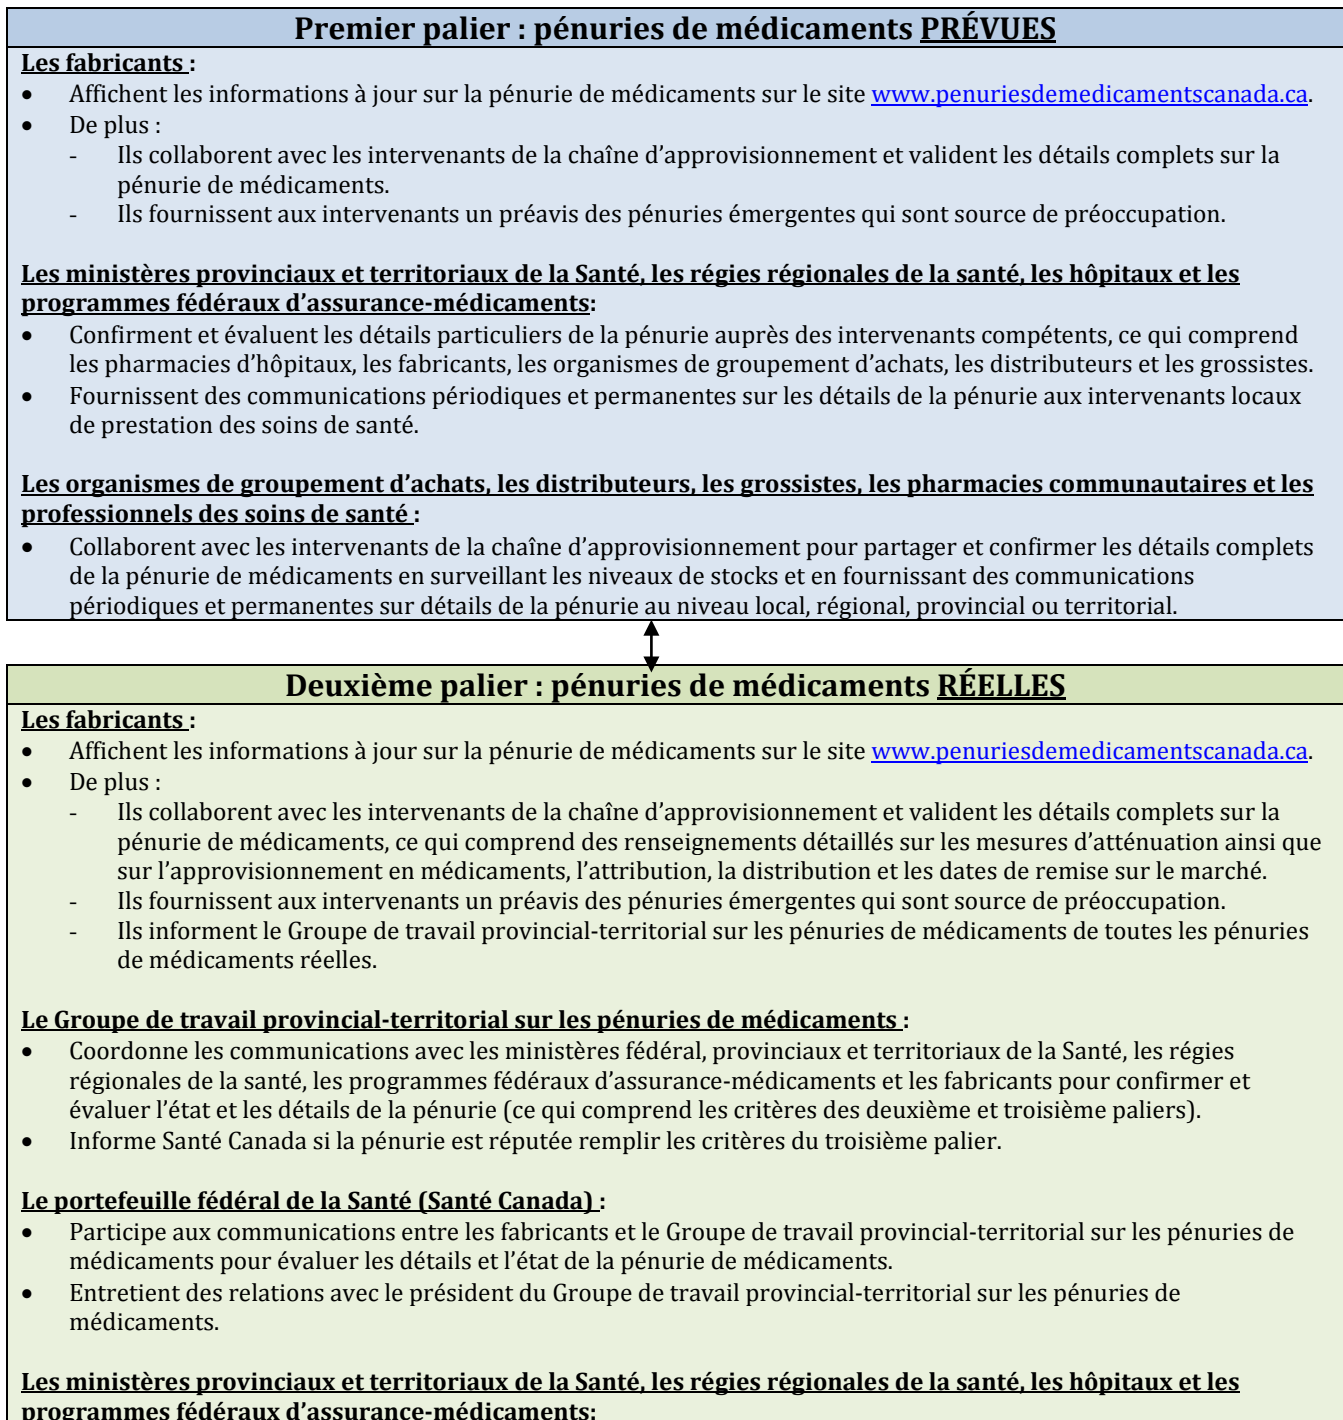 Premier palier : pénuries de médicaments PRÉVUES
Les fabricants :
• Affichent les informations à jour sur la pénurie de médicaments sur le site www.penuriesdemedicamentscanada.ca.
• De plus :
- Ils collaborent avec les intervenants de la chaîne d’approvisionnement et valident les détails complets sur la
pénurie de médicaments.
- Ils fournissent aux intervenants un préavis des pénuries émergentes qui sont source de préoccupation.
Les ministères provinciaux et territoriaux de la Santé, les régies régionales de la santé, les hôpitaux et les
programmes fédéraux d’assurance-médicaments:
• Confirment et évaluent les détails particuliers de la pénurie auprès des intervenants compétents, ce qui comprend
les pharmacies d’hôpitaux, les fabricants, les organismes de groupement d’achats, les distributeurs et les grossistes.
• Fournissent des communications périodiques et permanentes sur les détails de la pénurie aux intervenants locaux
de prestation des soins de santé.
Les organismes de groupement d’achats, les distributeurs, les grossistes, les pharmacies communautaires et les
professionnels des soins de santé :
• Collaborent avec les intervenants de la chaîne d’approvisionnement pour partager et confirmer les détails complets
de la pénurie de médicaments en surveillant les niveaux de stocks et en fournissant des communications
périodiques et permanentes sur détails de la pénurie au niveau local, régional, provincial ou territorial.
Deuxième palier : pénuries de médicaments RÉELLES
Les fabricants :
• Affichent les informations à jour sur la pénurie de médicaments sur le site www.penuriesdemedicamentscanada.ca.
• De plus :
- Ils collaborent avec les intervenants de la chaîne d’approvisionnement et valident les détails complets sur la
pénurie de médicaments, ce qui comprend des renseignements détaillés sur les mesures d’atténuation ainsi que
sur l’approvisionnement en médicaments, l’attribution, la distribution et les dates de remise sur le marché.
- Ils fournissent aux intervenants un préavis des pénuries émergentes qui sont source de préoccupation.
- Ils informent le Groupe de travail provincial-territorial sur les pénuries de médicaments de toutes les pénuries
de médicaments réelles.
Le Groupe de travail provincial-territorial sur les pénuries de médicaments :
• Coordonne les communications avec les ministères fédéral, provinciaux et territoriaux de la Santé, les régies
régionales de la santé, les programmes fédéraux d’assurance-médicaments et les fabricants pour confirmer et
évaluer l’état et les détails de la pénurie (ce qui comprend les critères des deuxième et troisième paliers).
• Informe Santé Canada si la pénurie est réputée remplir les critères du troisième palier.
Le portefeuille fédéral de la Santé (Santé Canada) :
• Participe aux communications entre les fabricants et le Groupe de travail provincial-territorial sur les pénuries de
médicaments pour évaluer les détails et l’état de la pénurie de médicaments.
• Entretient des relations avec le président du Groupe de travail provincial-territorial sur les pénuries de
médicaments.
Les ministères provinciaux et territoriaux de la Santé, les régies régionales de la santé, les hôpitaux et les
programmes fédéraux d’assurance-médicaments: